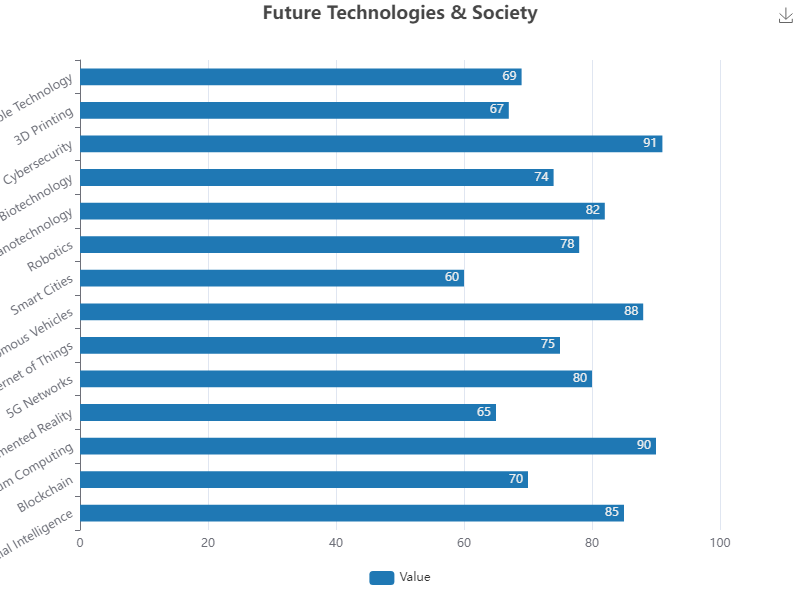 Future Technologies & Society
ble Technology
69
3D Printing
67
Cybersecurity
91
Biotechnology
74
anotechnology
82
Robotics
78
Smart Cities
60
omous Vehicles
88
ernet of Things
75
5G Networks
80
mented Reality
65
um Computing
90
Blockchain
70
ial Intelligence
85
0 20 40 60 80 100
Value